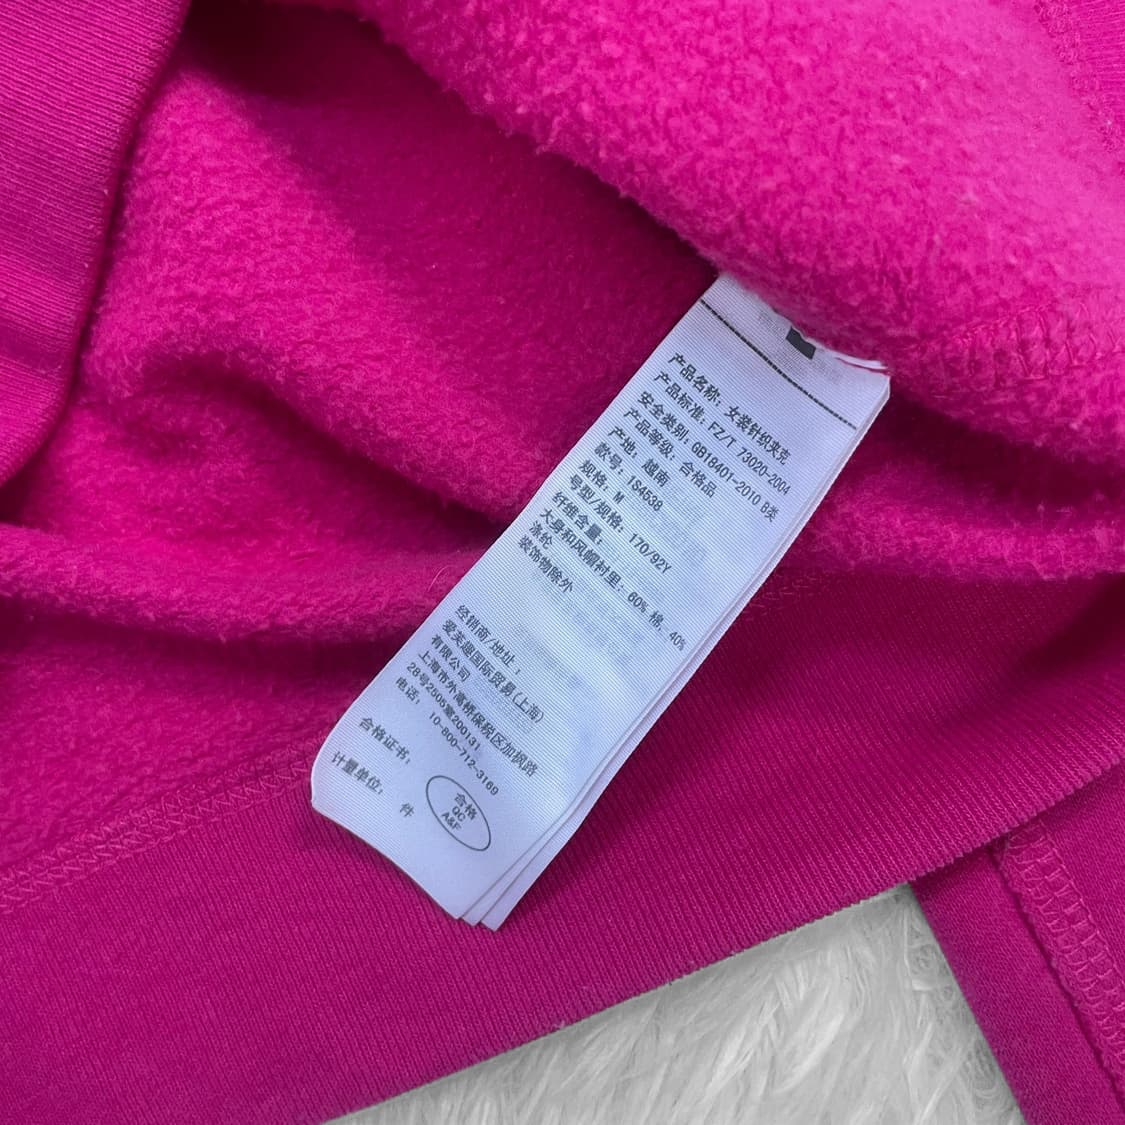 产品名称: 女装针织夹克
产品标准: FZ/T 73020-2004
安全类别: GB18401-2010 B类
产品等级: 合格品
产地: 越南
款号: IS4538
规格: M
号型/规格: 170/92Y
纤维含量:
大身和风帽衬里: 60% 棉, 40%
涤纶
装饰物除外
经销商/地址:
爱芙趣国际贸易(上海)
有限公司
上海市外高桥保税区加枫路
28号2505室200131
电话: 10-800-712-3189
合格证书:
合格
QC
A&F
计量单位: 件